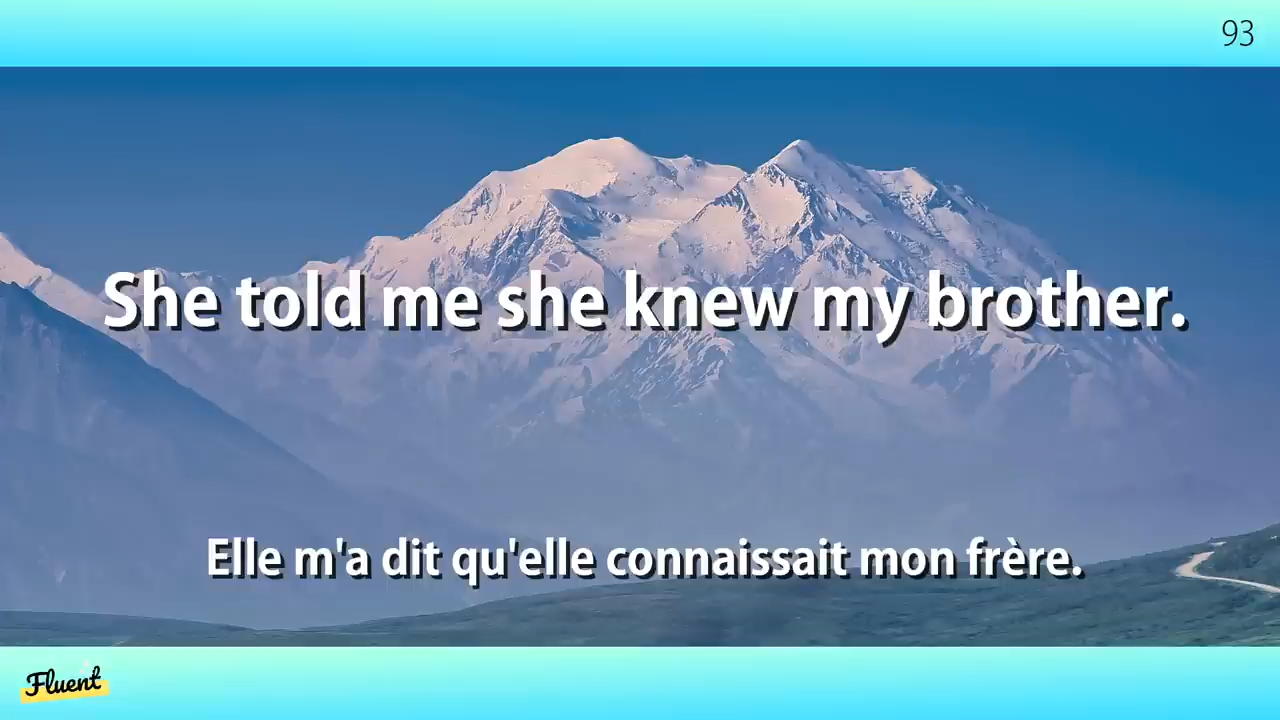 93
She told me she knew my brother.
Elle m'a dit qu'elle connaissait mon frère.
Fluent